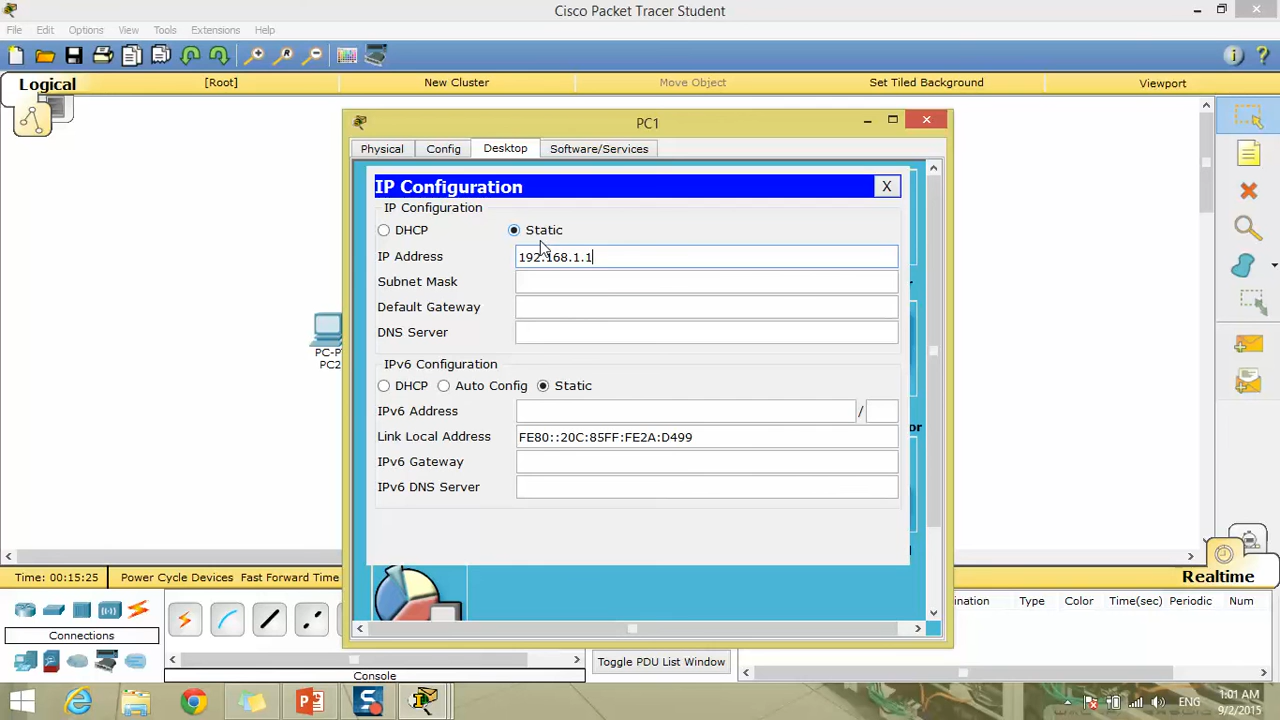 Cisco Packet Tracer Student
File Edit Options View Tools Extensions Help
Logical
[Root]
New Cluster
Move Object
Set Tiled Background
Viewport
PC1
Physical Config Desktop Software/Services
IP Configuration
X
IP Configuration
DHCP
Static
IP Address
192.168.1.1
Subnet Mask
Default Gateway
DNS Server
IPv6 Configuration
DHCP Auto Config Static
IPv6 Address
/
Link Local Address
FE80::20C:85FF:FE2A:D499
IPv6 Gateway
IPv6 DNS Server
or
PC2
Time: 00:15:25
Power Cycle Devices Fast Forward Time
Realtime
Connections
Console
Toggle PDU List Window
Type Color Time(sec) Periodic Num
ENG
1:01 AM
9/2/2015